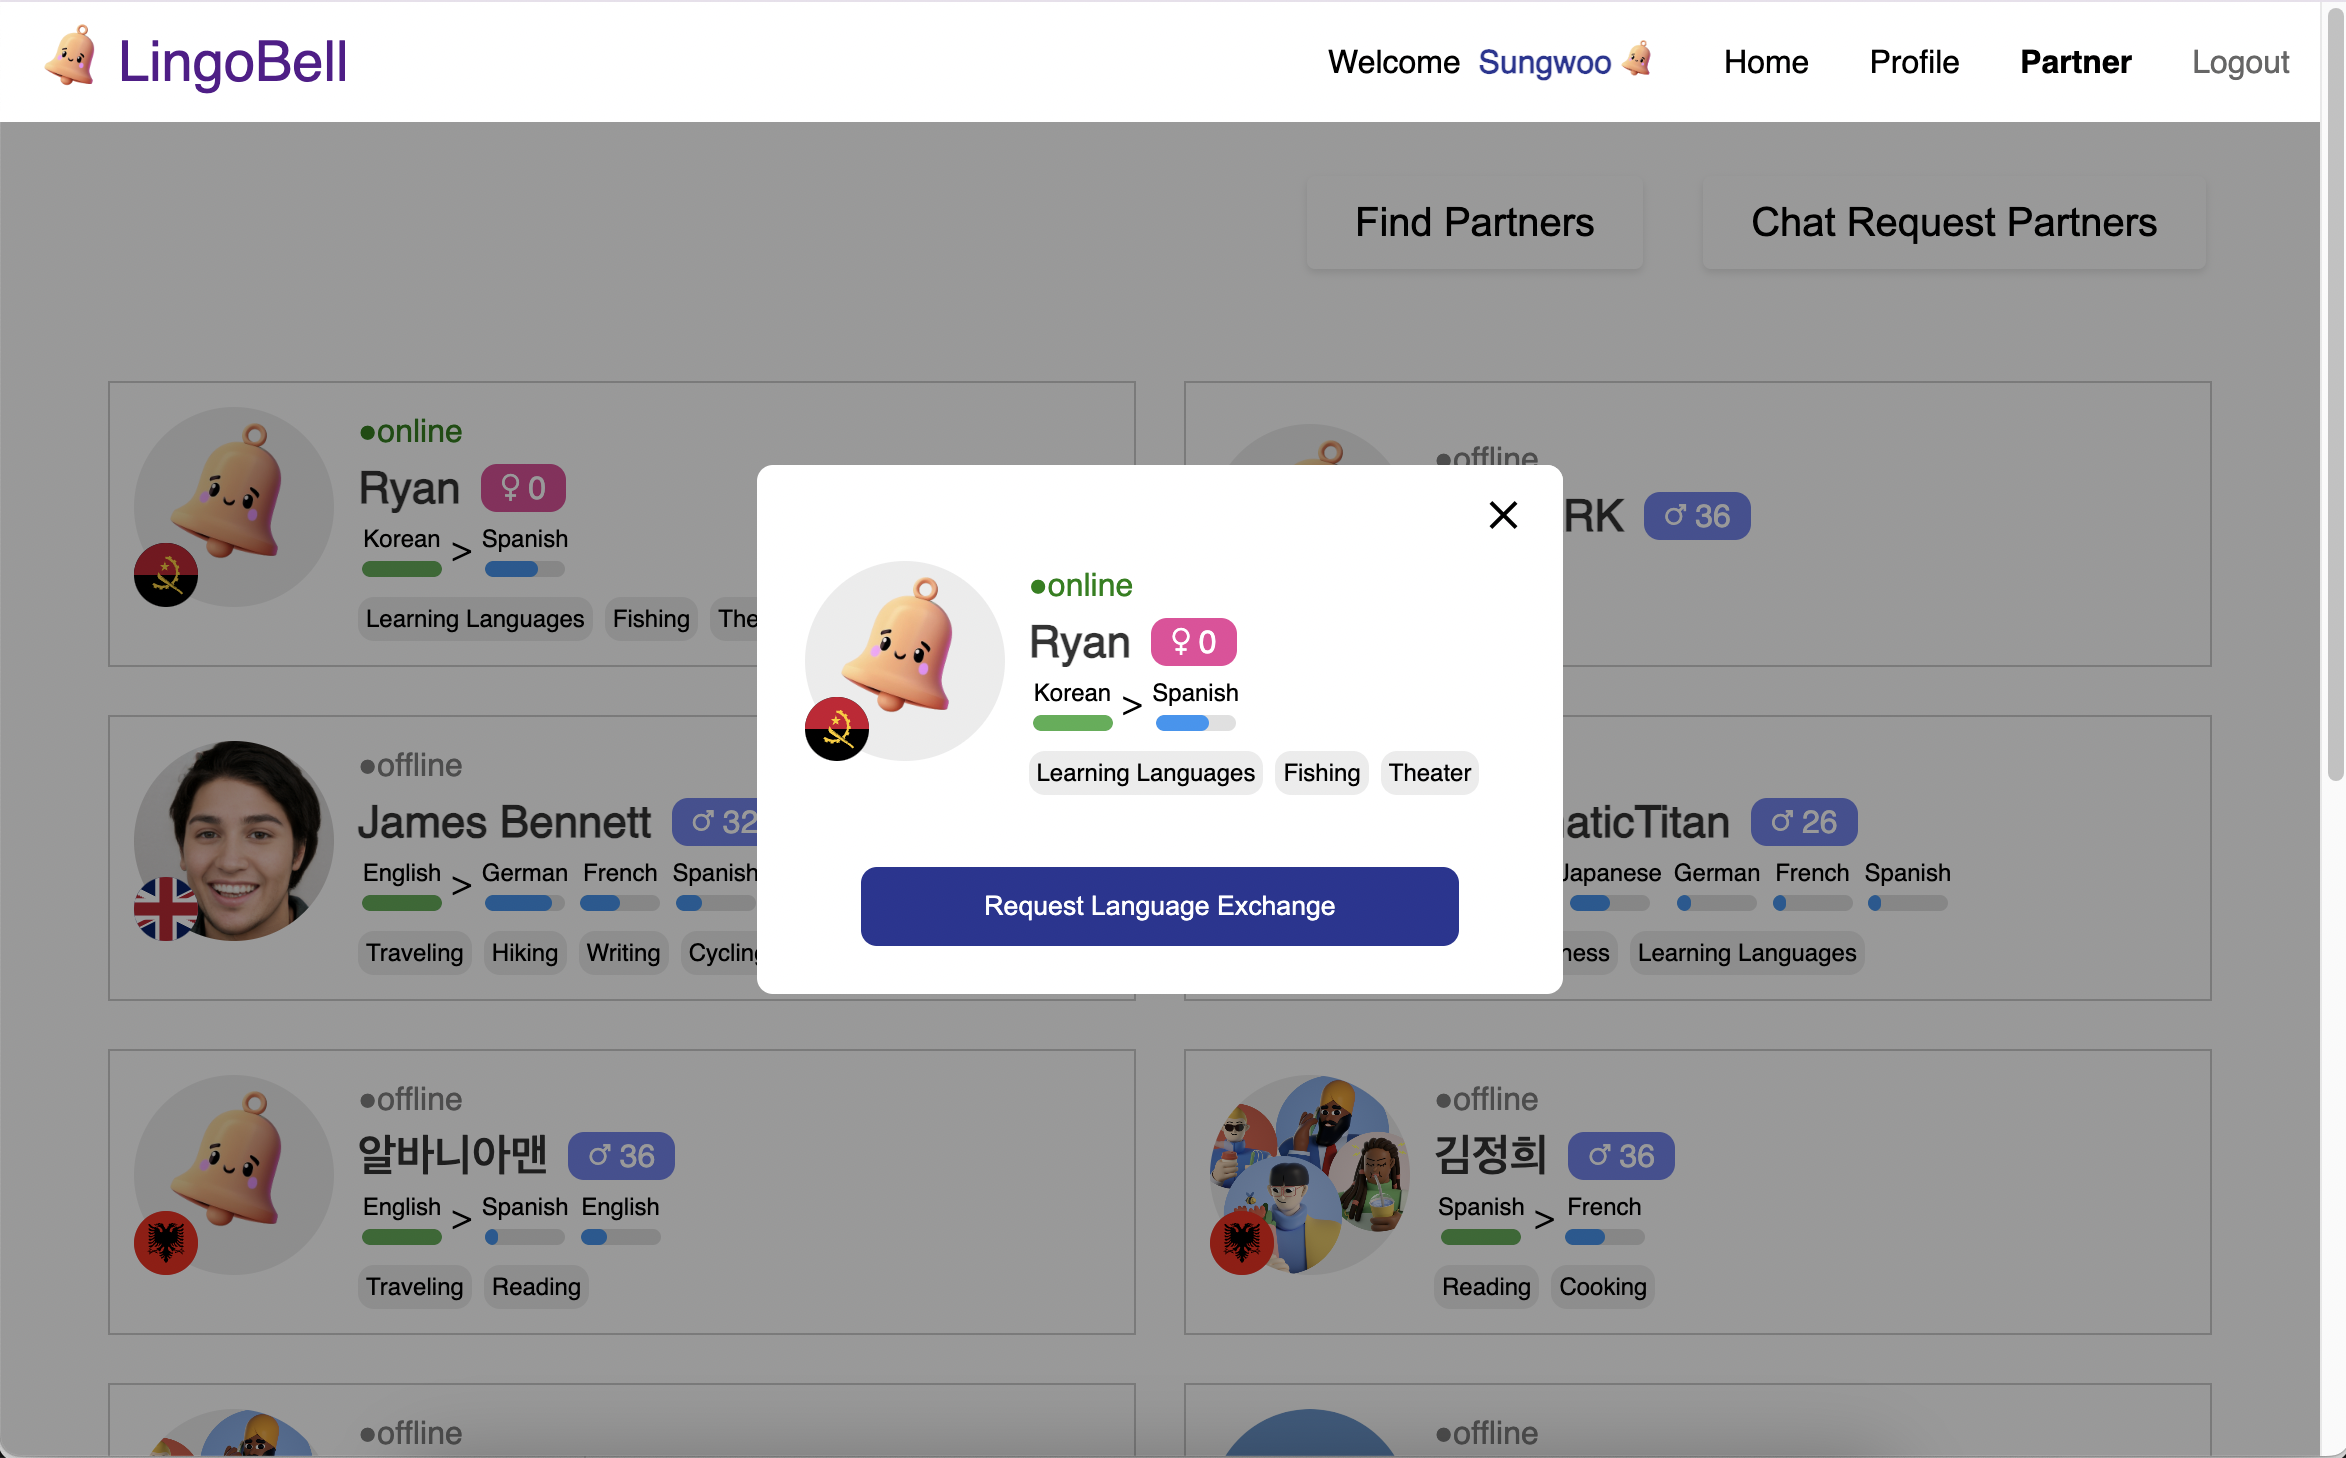 LingoBell
Welcome Sungwoo Home Profile Partner Logout
Find Partners Chat Request Partners
●online
Ryan ♀ 0
Korean > Spanish
Learning Languages Fishing The
●offline
RK ♂ 36
●online
Ryan ♀ 0
Korean > Spanish
Learning Languages Fishing Theater
Request Language Exchange
●offline
James Bennett ♂ 32
English > German French Spanish
Traveling Hiking Writing Cycling
aticTitan ♂ 26
Japanese German French Spanish
ness Learning Languages
●offline
알바니아맨 ♂ 36
English > Spanish English
Traveling Reading
●offline
김정희 ♂ 36
Spanish > French
Reading Cooking
●offline
●offline